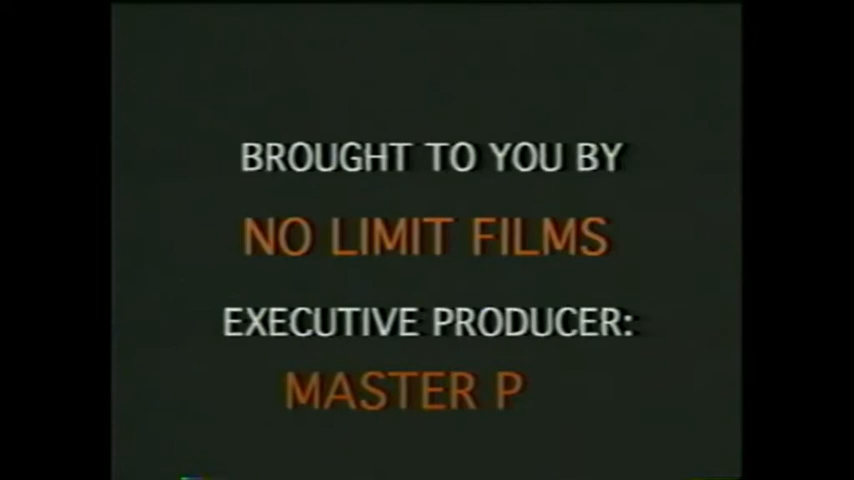 BROUGHT TO YOU BY
NO LIMIT FILMS
EXECUTIVE PRODUCER:
MASTER P